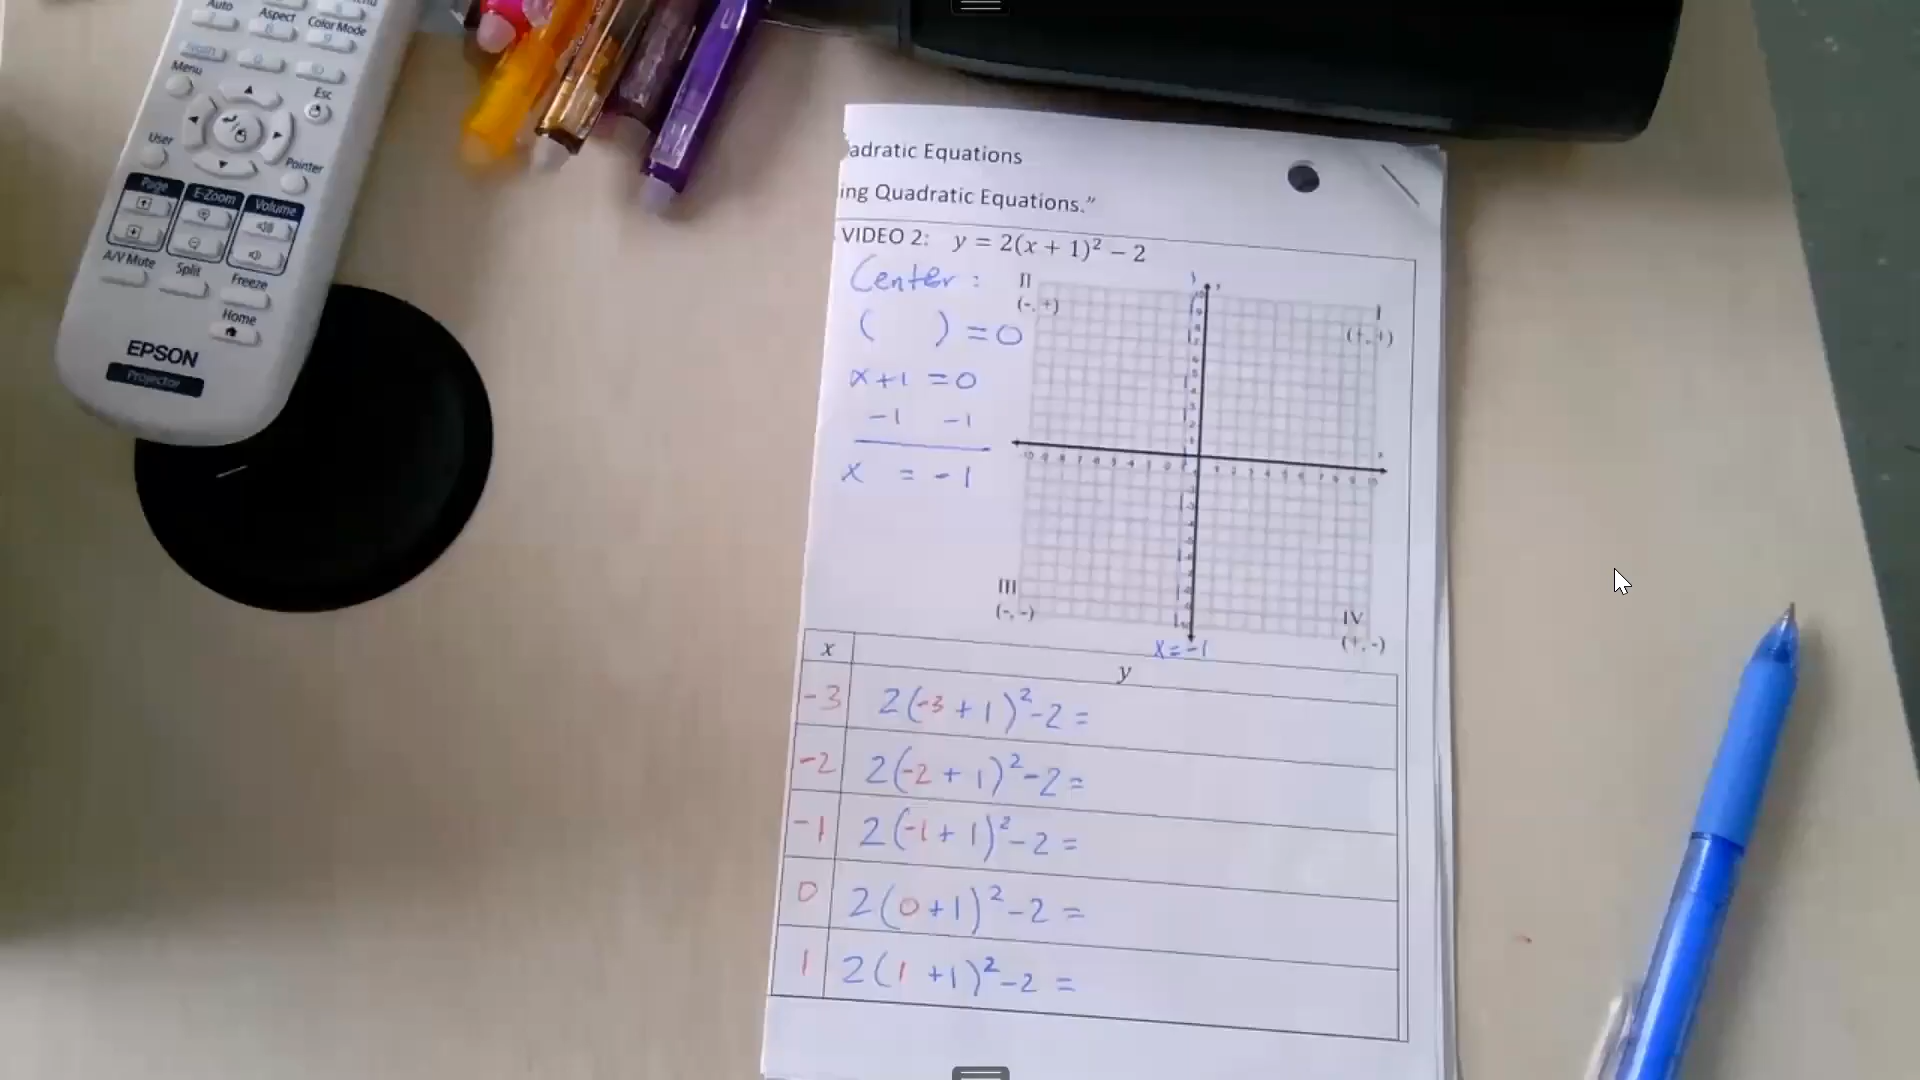 Auto
Aspect
Color Mode
Num
Menu
Esc
User
Pointer
Page
E-Zoom
Volume
A/V Mute
Split
Freeze
Home
EPSON
Projector
adratic Equations
ing Quadratic Equations.”
VIDEO 2: y = 2(x + 1)² – 2
Center :
( ) = 0
x+1 = 0
-1 -1
x = -1
II
(-, +)
I
(+, +)
III
(-, -)
IV
(+, -)
x = -1
x y
-3 2(-3 + 1)²-2 =
-2 2(-2 + 1)²-2 =
-1 2(-1 + 1)²-2 =
0 2(0+1)²-2 =
1 2(1 +1)²-2 =